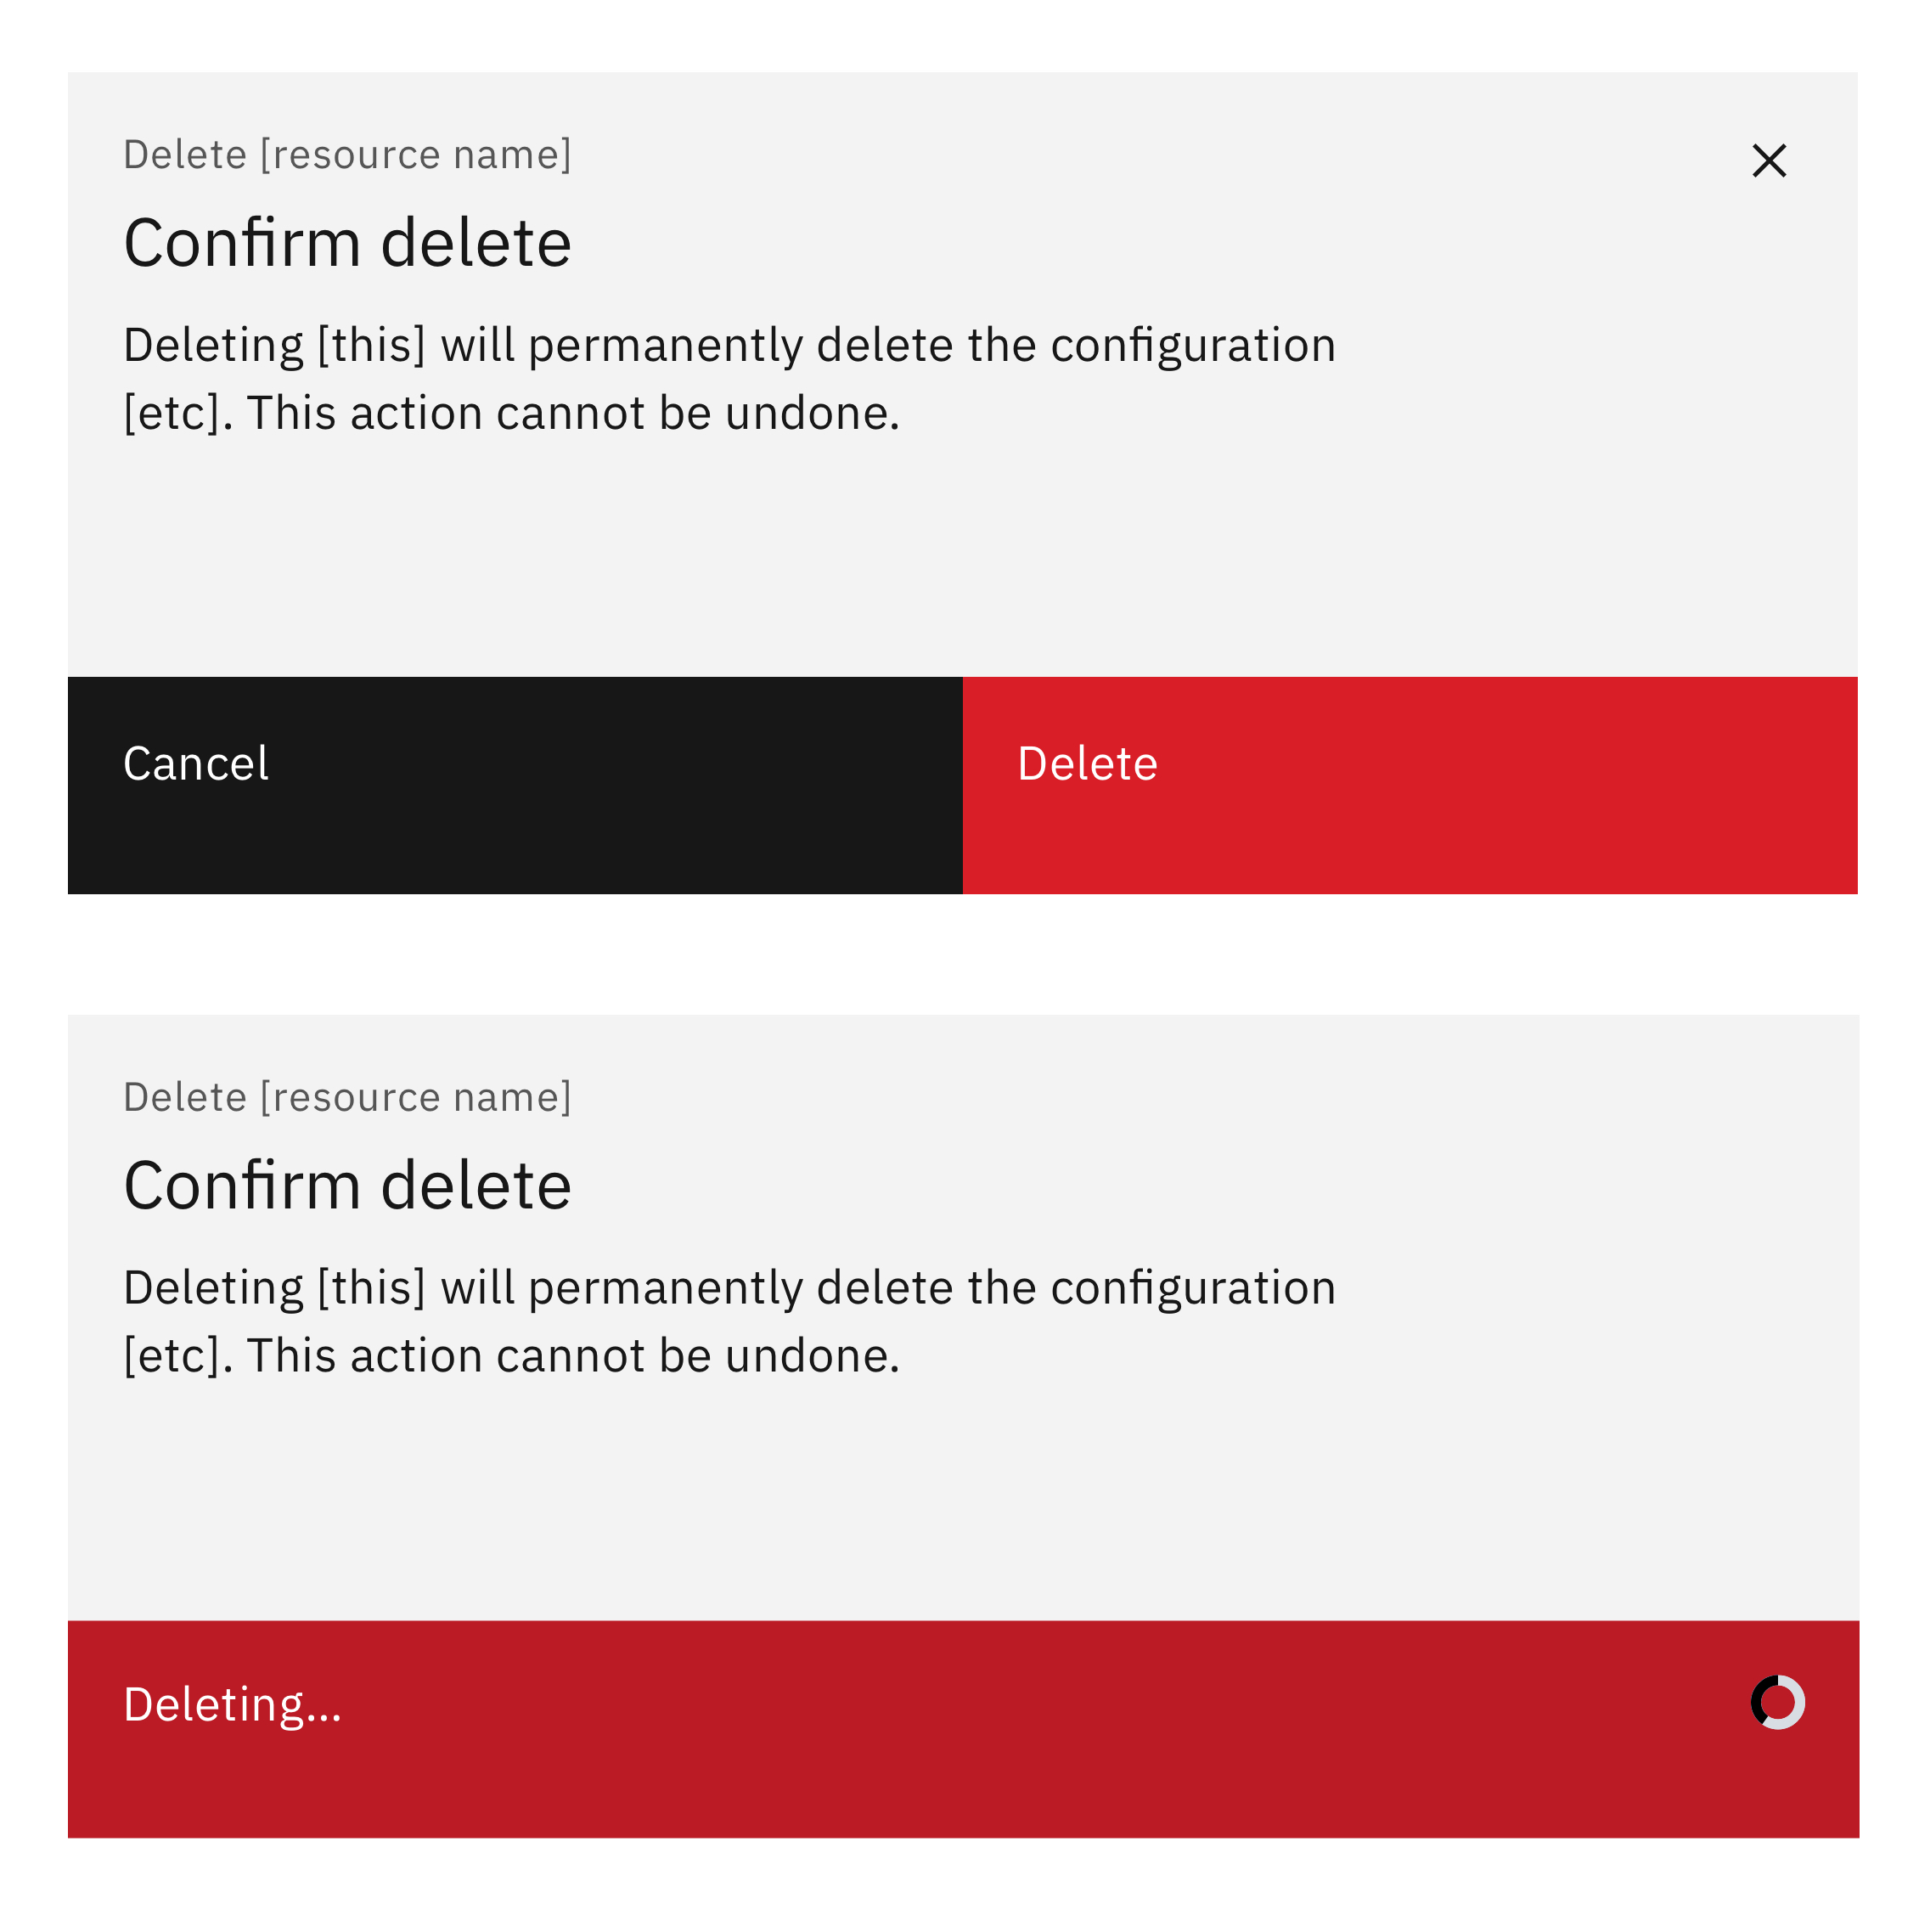 Delete [resource name]
Confirm delete
Deleting [this] will permanently delete the configuration
[etc]. This action cannot be undone.
Cancel
Delete
Delete [resource name]
Confirm delete
Deleting [this] will permanently delete the configuration
[etc]. This action cannot be undone.
Deleting...